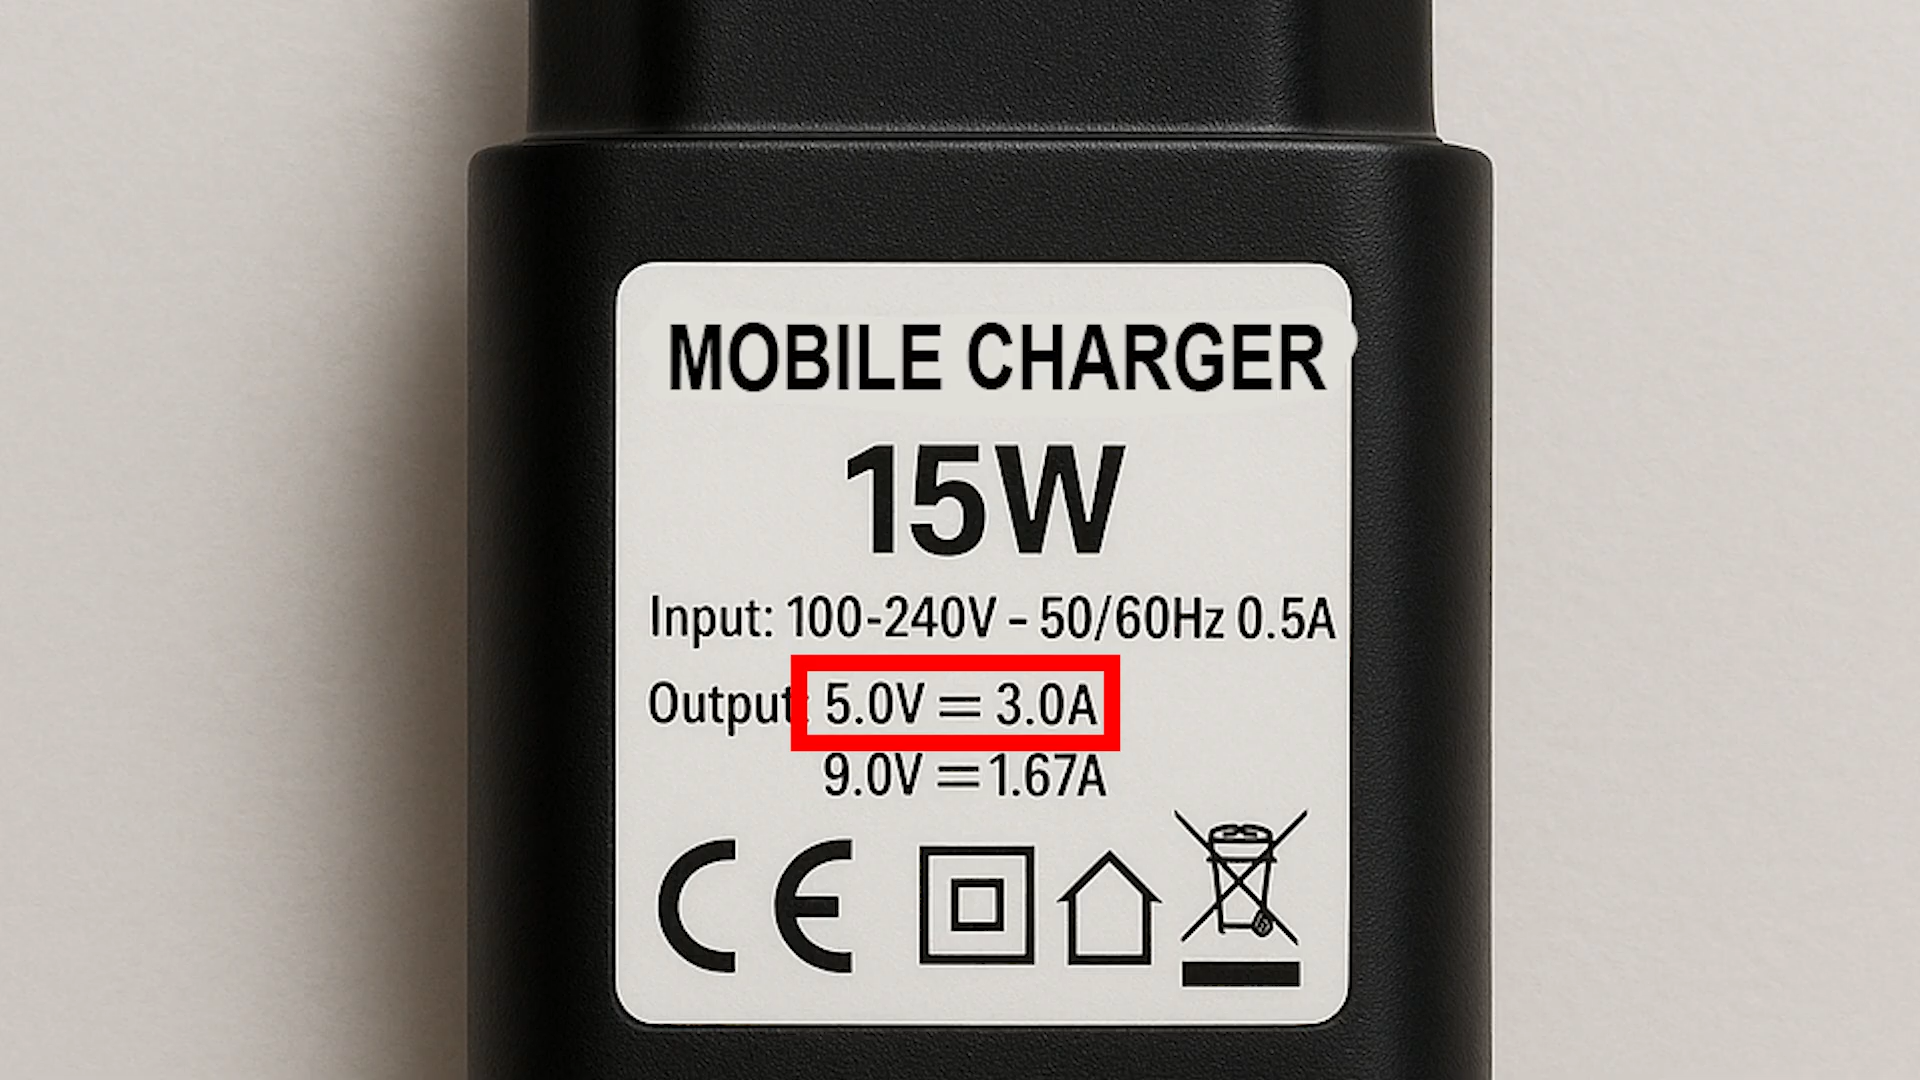 MOBILE CHARGER
15W
Input: 100-240V - 50/60Hz 0.5A
Output: 5.0V ⎓ 3.0A
9.0V ⎓ 1.67A
CE